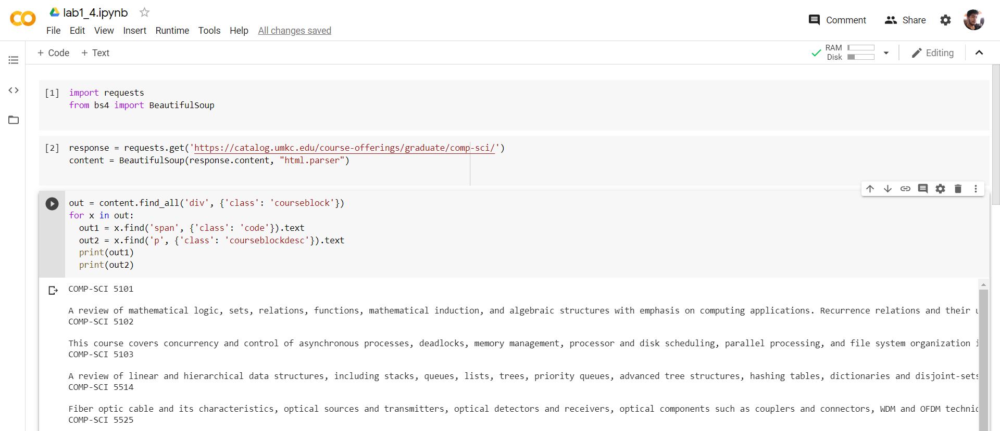 lab1_4.ipynb
File Edit View Insert Runtime Tools Help All changes saved
Comment Share
+ Code + Text
RAM
Disk
Editing
[1] import requests
from bs4 import BeautifulSoup
[2] response = requests.get('https://catalog.umkc.edu/course-offerings/graduate/comp-sci/')
content = BeautifulSoup(response.content, "html.parser")
out = content.find_all('div', {'class': 'courseblock'})
for x in out:
  out1 = x.find('span', {'class': 'code'}).text
  out2 = x.find('p', {'class': 'courseblockdesc'}).text
  print(out1)
  print(out2)
COMP-SCI 5101
A review of mathematical logic, sets, relations, functions, mathematical induction, and algebraic structures with emphasis on computing applications. Recurrence relations and their
COMP-SCI 5102
This course covers concurrency and control of asynchronous processes, deadlocks, memory management, processor and disk scheduling, parallel processing, and file system organization
COMP-SCI 5103
A review of linear and hierarchical data structures, including stacks, queues, lists, trees, priority queues, advanced tree structures, hashing tables, dictionaries and disjoint-sets
COMP-SCI 5514
Fiber optic cable and its characteristics, optical sources and transmitters, optical detectors and receivers, optical components such as couplers and connectors, WDM and OFDM techni
COMP-SCI 5525